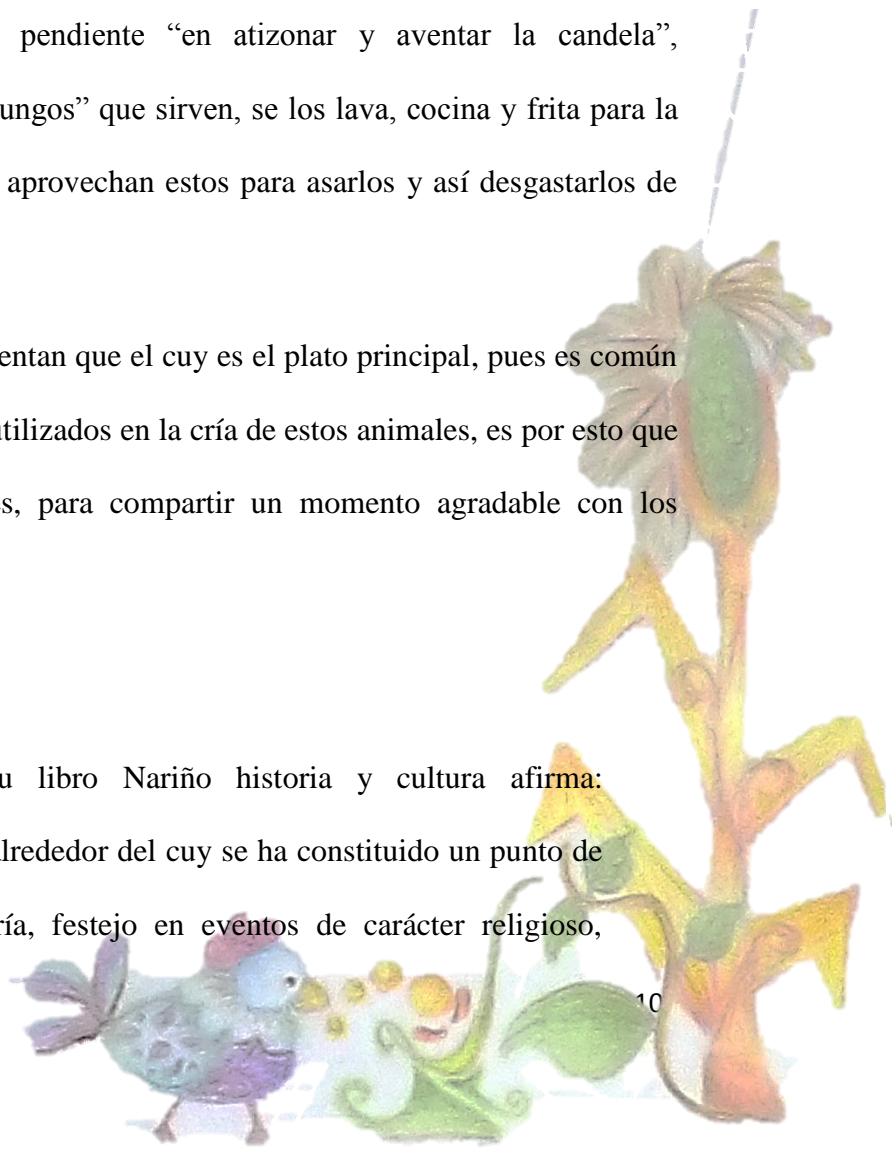 pendiente “en atizonar y aventar la candela”,
ungos” que sirven, se los lava, cocina y frita para la
aprovechan estos para asarlos y así desgastarlos de
entan que el cuy es el plato principal, pues es común
utilizados en la cría de estos animales, es por esto que
s, para compartir un momento agradable con los
u libro Nariño historia y cultura afirma:
alrededor del cuy se ha constituido un punto de
ría, festejo en eventos de carácter religioso,
10